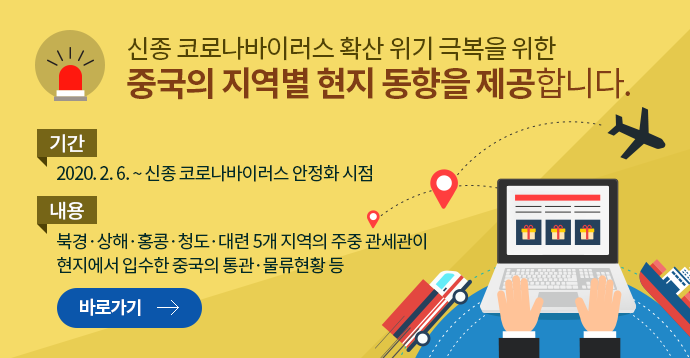 신종 코로나바이러스 확산 위기 극복을 위한
중국의 지역별 현지 동향을 제공합니다.
기간
2020. 2. 6. ~ 신종 코로나바이러스 안정화 시점
내용
북경·상해·홍콩·청도·대련 5개 지역의 주중 관세관이
현지에서 입수한 중국의 통관·물류현황 등
바로가기